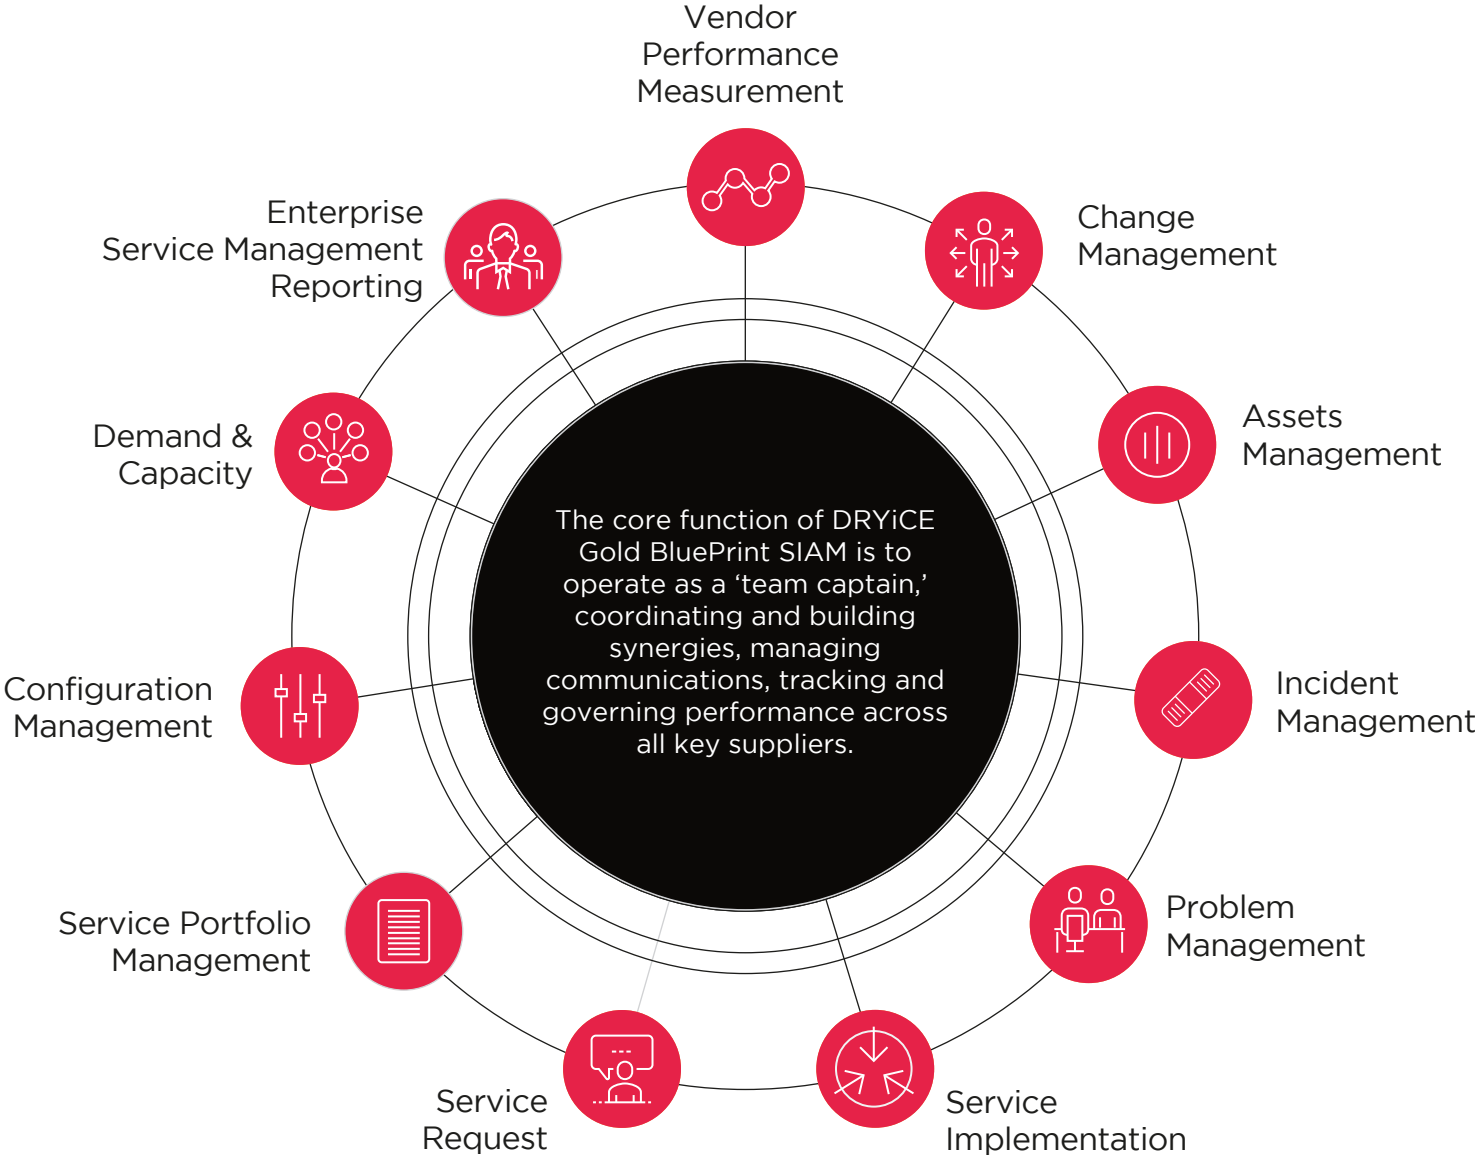 Vendor
Performance
Measurement
Change
Management
Assets
Management
Incident
Management
Problem
Management
Service
Implementation
Service
Request
Service Portfolio
Management
Configuration
Management
Demand &
Capacity
Enterprise
Service Management
Reporting
The core function of DRYiCE
Gold BluePrint SIAM is to
operate as a ‘team captain,’
coordinating and building
synergies, managing
communications, tracking and
governing performance across
all key suppliers.